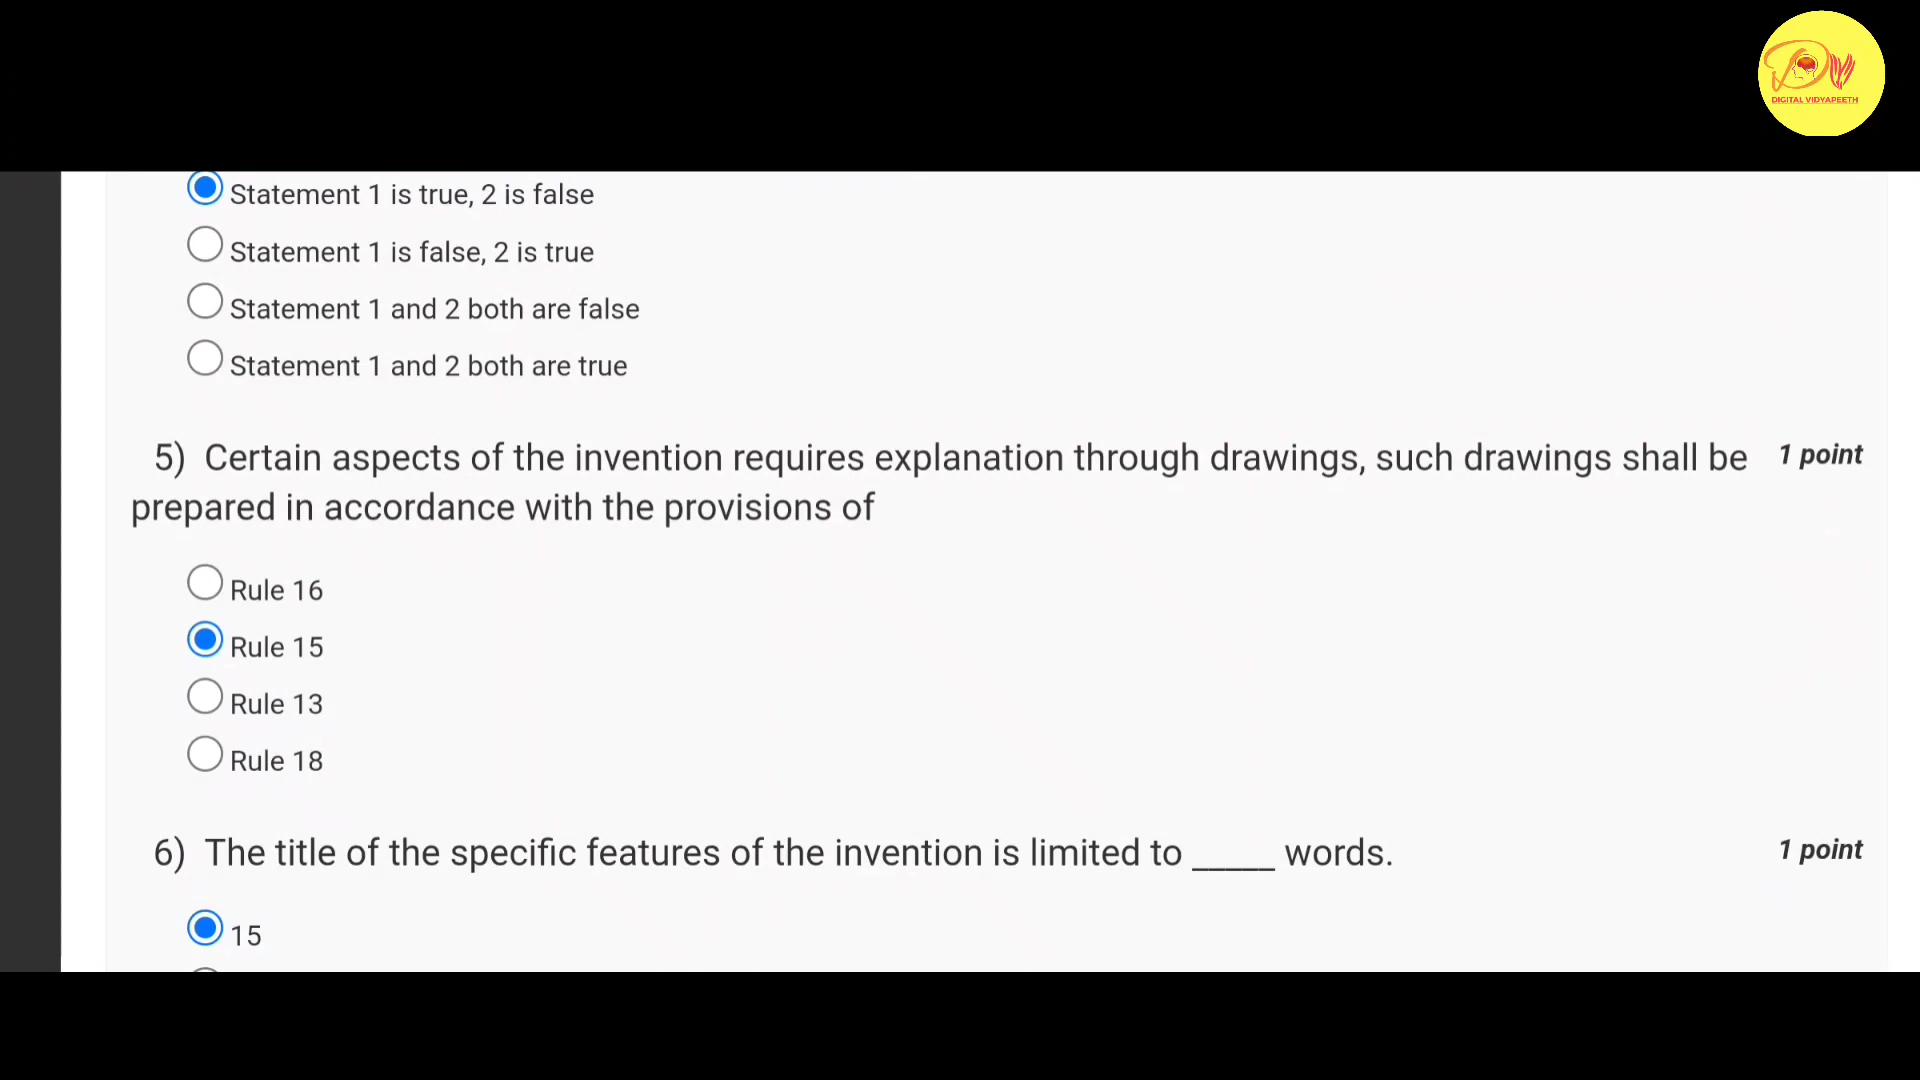 DIGITAL VIDYAPEETH
Statement 1 is true, 2 is false
Statement 1 is false, 2 is true
Statement 1 and 2 both are false
Statement 1 and 2 both are true
5) Certain aspects of the invention requires explanation through drawings, such drawings shall be 1 point
prepared in accordance with the provisions of
Rule 16
Rule 15
Rule 13
Rule 18
6) The title of the specific features of the invention is limited to _____ words. 1 point
15